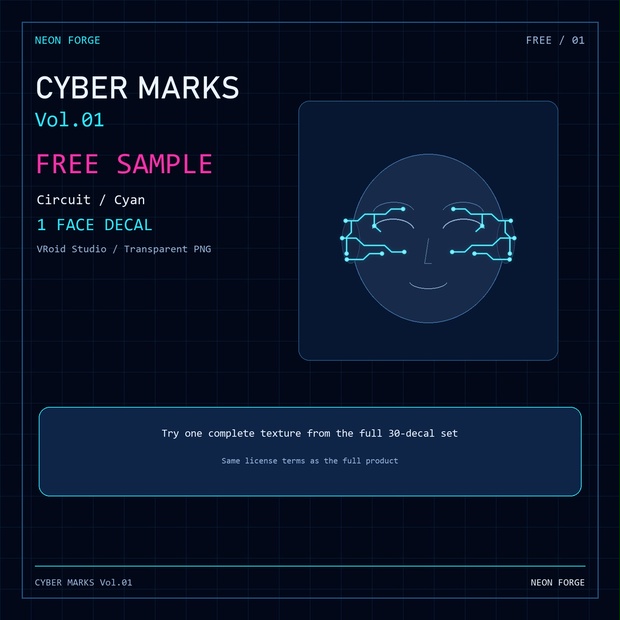 NEON FORGE
FREE / 01
CYBER MARKS
Vol.01
FREE SAMPLE
Circuit / Cyan
1 FACE DECAL
VRoid Studio / Transparent PNG
Try one complete texture from the full 30-decal set
Same license terms as the full product
CYBER MARKS Vol.01
NEON FORGE